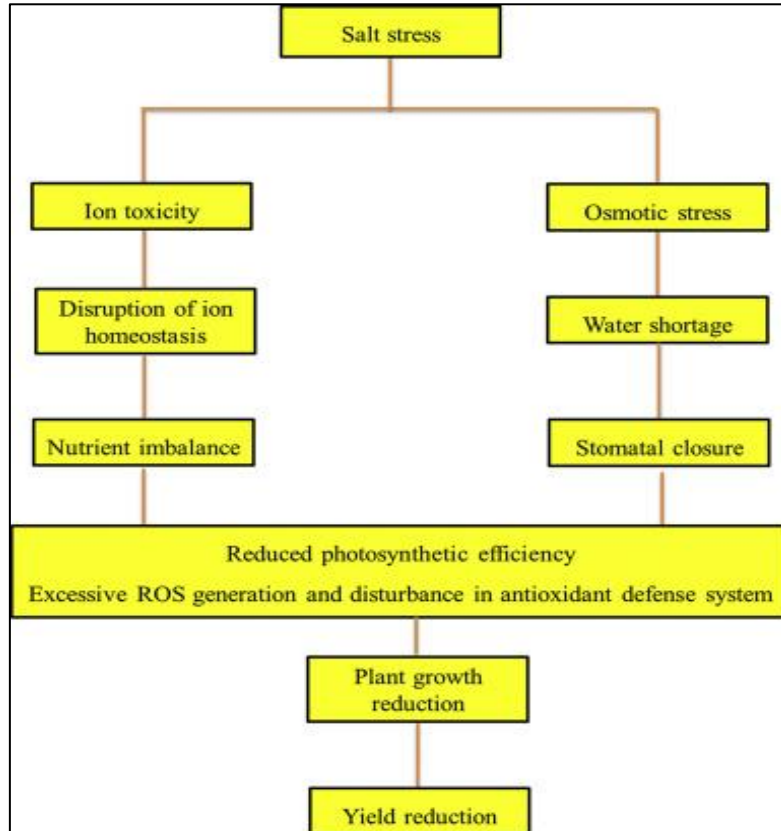 Salt stress
Ion toxicity
Osmotic stress
Disruption of ion
homeostasis
Water shortage
Nutrient imbalance
Stomatal closure
Reduced photosynthetic efficiency
Excessive ROS generation and disturbance in antioxidant defense system
Plant growth
reduction
Yield reduction